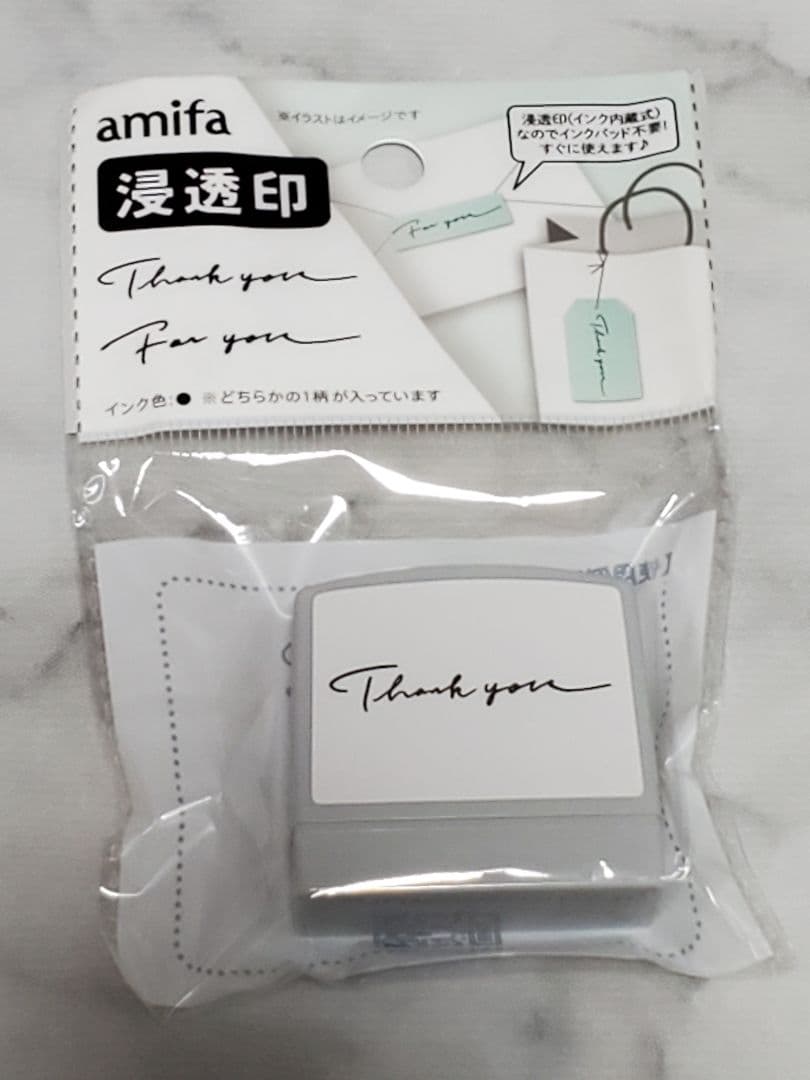 amifa
※イラストはイメージです
浸透印(インク内蔵式)
なのでインクパッド不要!
すぐに使えます♪
浸透印
For you
Thank you
Thank you
For you
インク色:● ※どちらかの1柄が入っています
Thank you